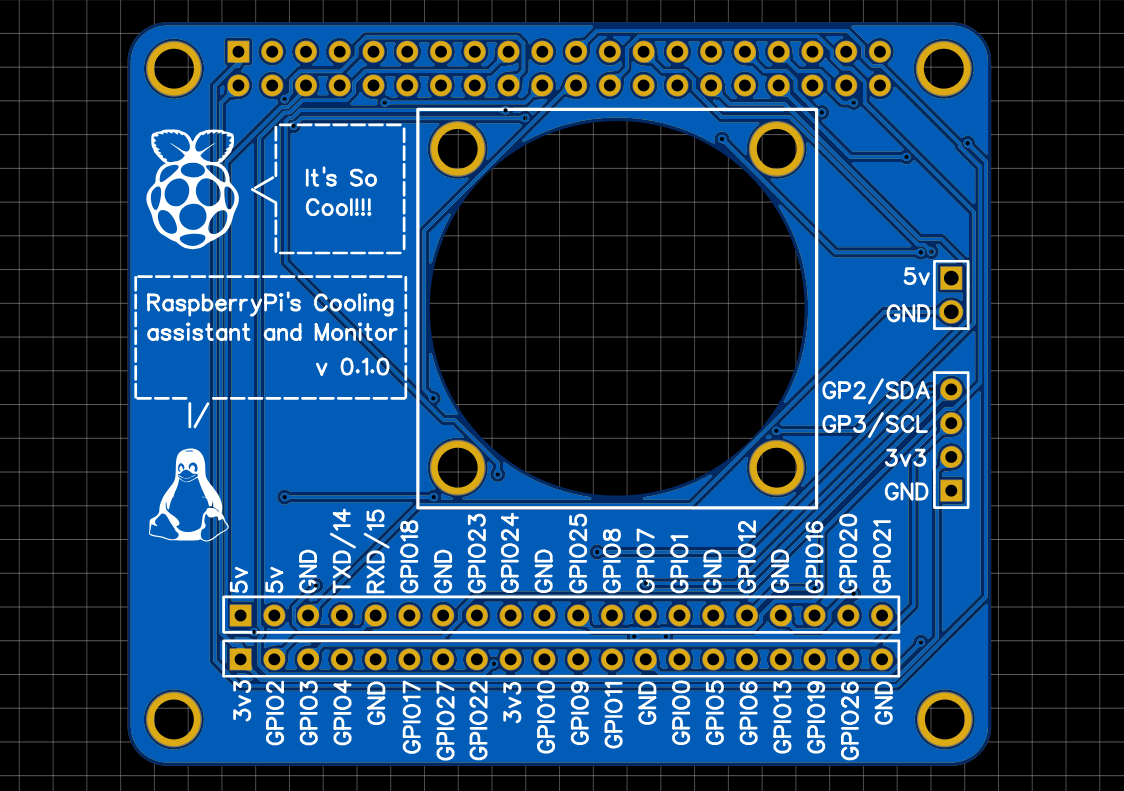 It's So
Cool!!!
RaspberryPi's Cooling
assistant and Monitor
v 0.1.0
5v
GND
GP2/SDA
GP3/SCL
3v3
GND
5v
5v
GND
TXD/14
RXD/15
GPIO18
GND
GPIO23
GPIO24
GND
GPIO25
GPIO8
GPIO7
GPIO1
GND
GPIO12
GND
GPIO16
GPIO20
GPIO21
3v3
GPIO2
GPIO3
GPIO4
GND
GPIO17
GPIO27
GPIO22
3v3
GPIO10
GPIO9
GPIO11
GND
GPIO0
GPIO5
GPIO6
GPIO13
GPIO19
GPIO26
GND